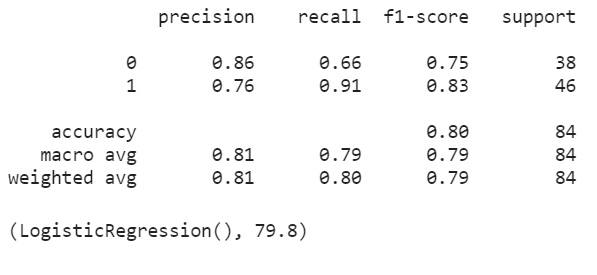 precision recall f1-score support
0 0.86 0.66 0.75 38
1 0.76 0.91 0.83 46
accuracy 0.80 84
macro avg 0.81 0.79 0.79 84
weighted avg 0.81 0.80 0.79 84
(LogisticRegression(), 79.8)